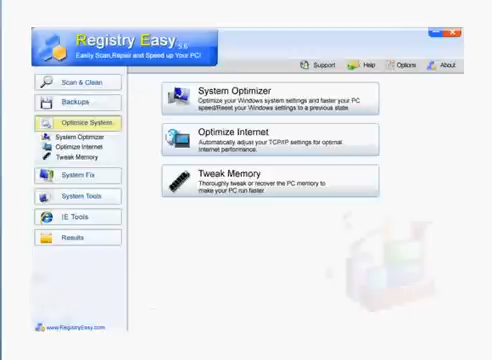 Registry Easy 5.6
Easily Scan,Repair and Speed up Your PC!
Support
Help
Options
About
Scan & Clean
Backups
Optimize System
System Optimizer
Optimize Internet
Tweak Memory
System Fix
System Tools
IE Tools
Results
System Optimizer
Optimize your Windows system settings and faster your PC
speed/Reset your Windows settings to a previous state.
Optimize Internet
Automatically adjust your TCP/IP settings for optimal
Internet performance.
Tweak Memory
Thoroughly tweak or recover the PC memory to
make your PC run faster
www.RegistryEasy.com